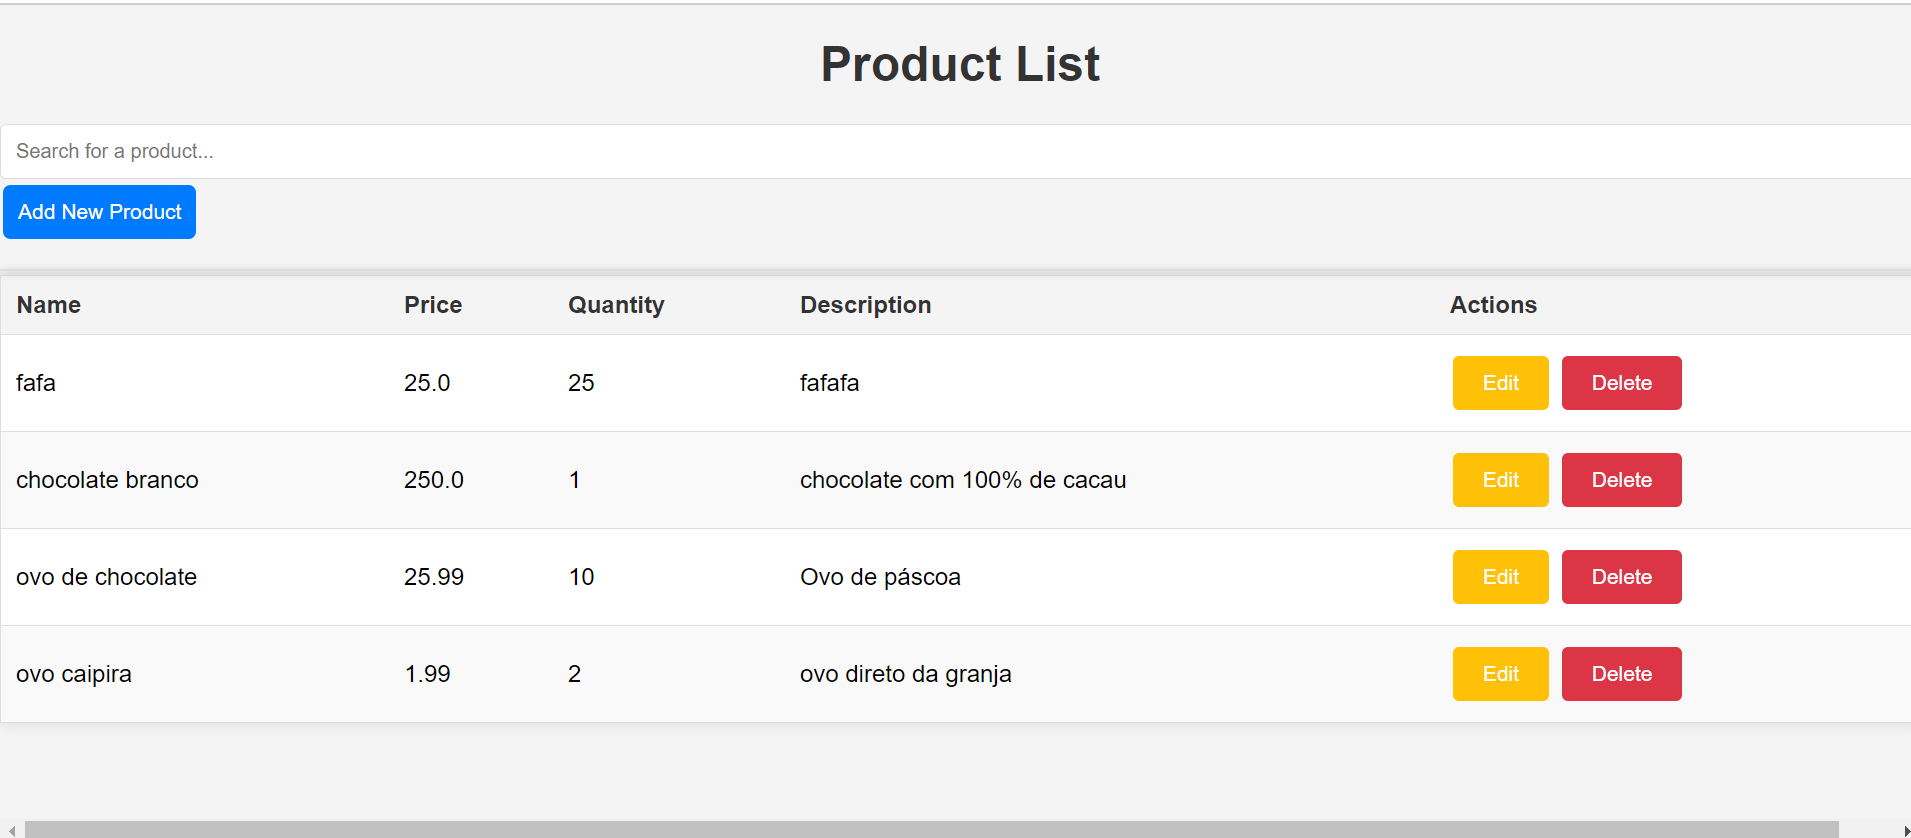 Product List
Search for a product...
Add New Product
Name Price Quantity Description Actions
fafa 25.0 25 fafafa Edit Delete
chocolate branco 250.0 1 chocolate com 100% de cacau Edit Delete
ovo de chocolate 25.99 10 Ovo de páscoa Edit Delete
ovo caipira 1.99 2 ovo direto da granja Edit Delete